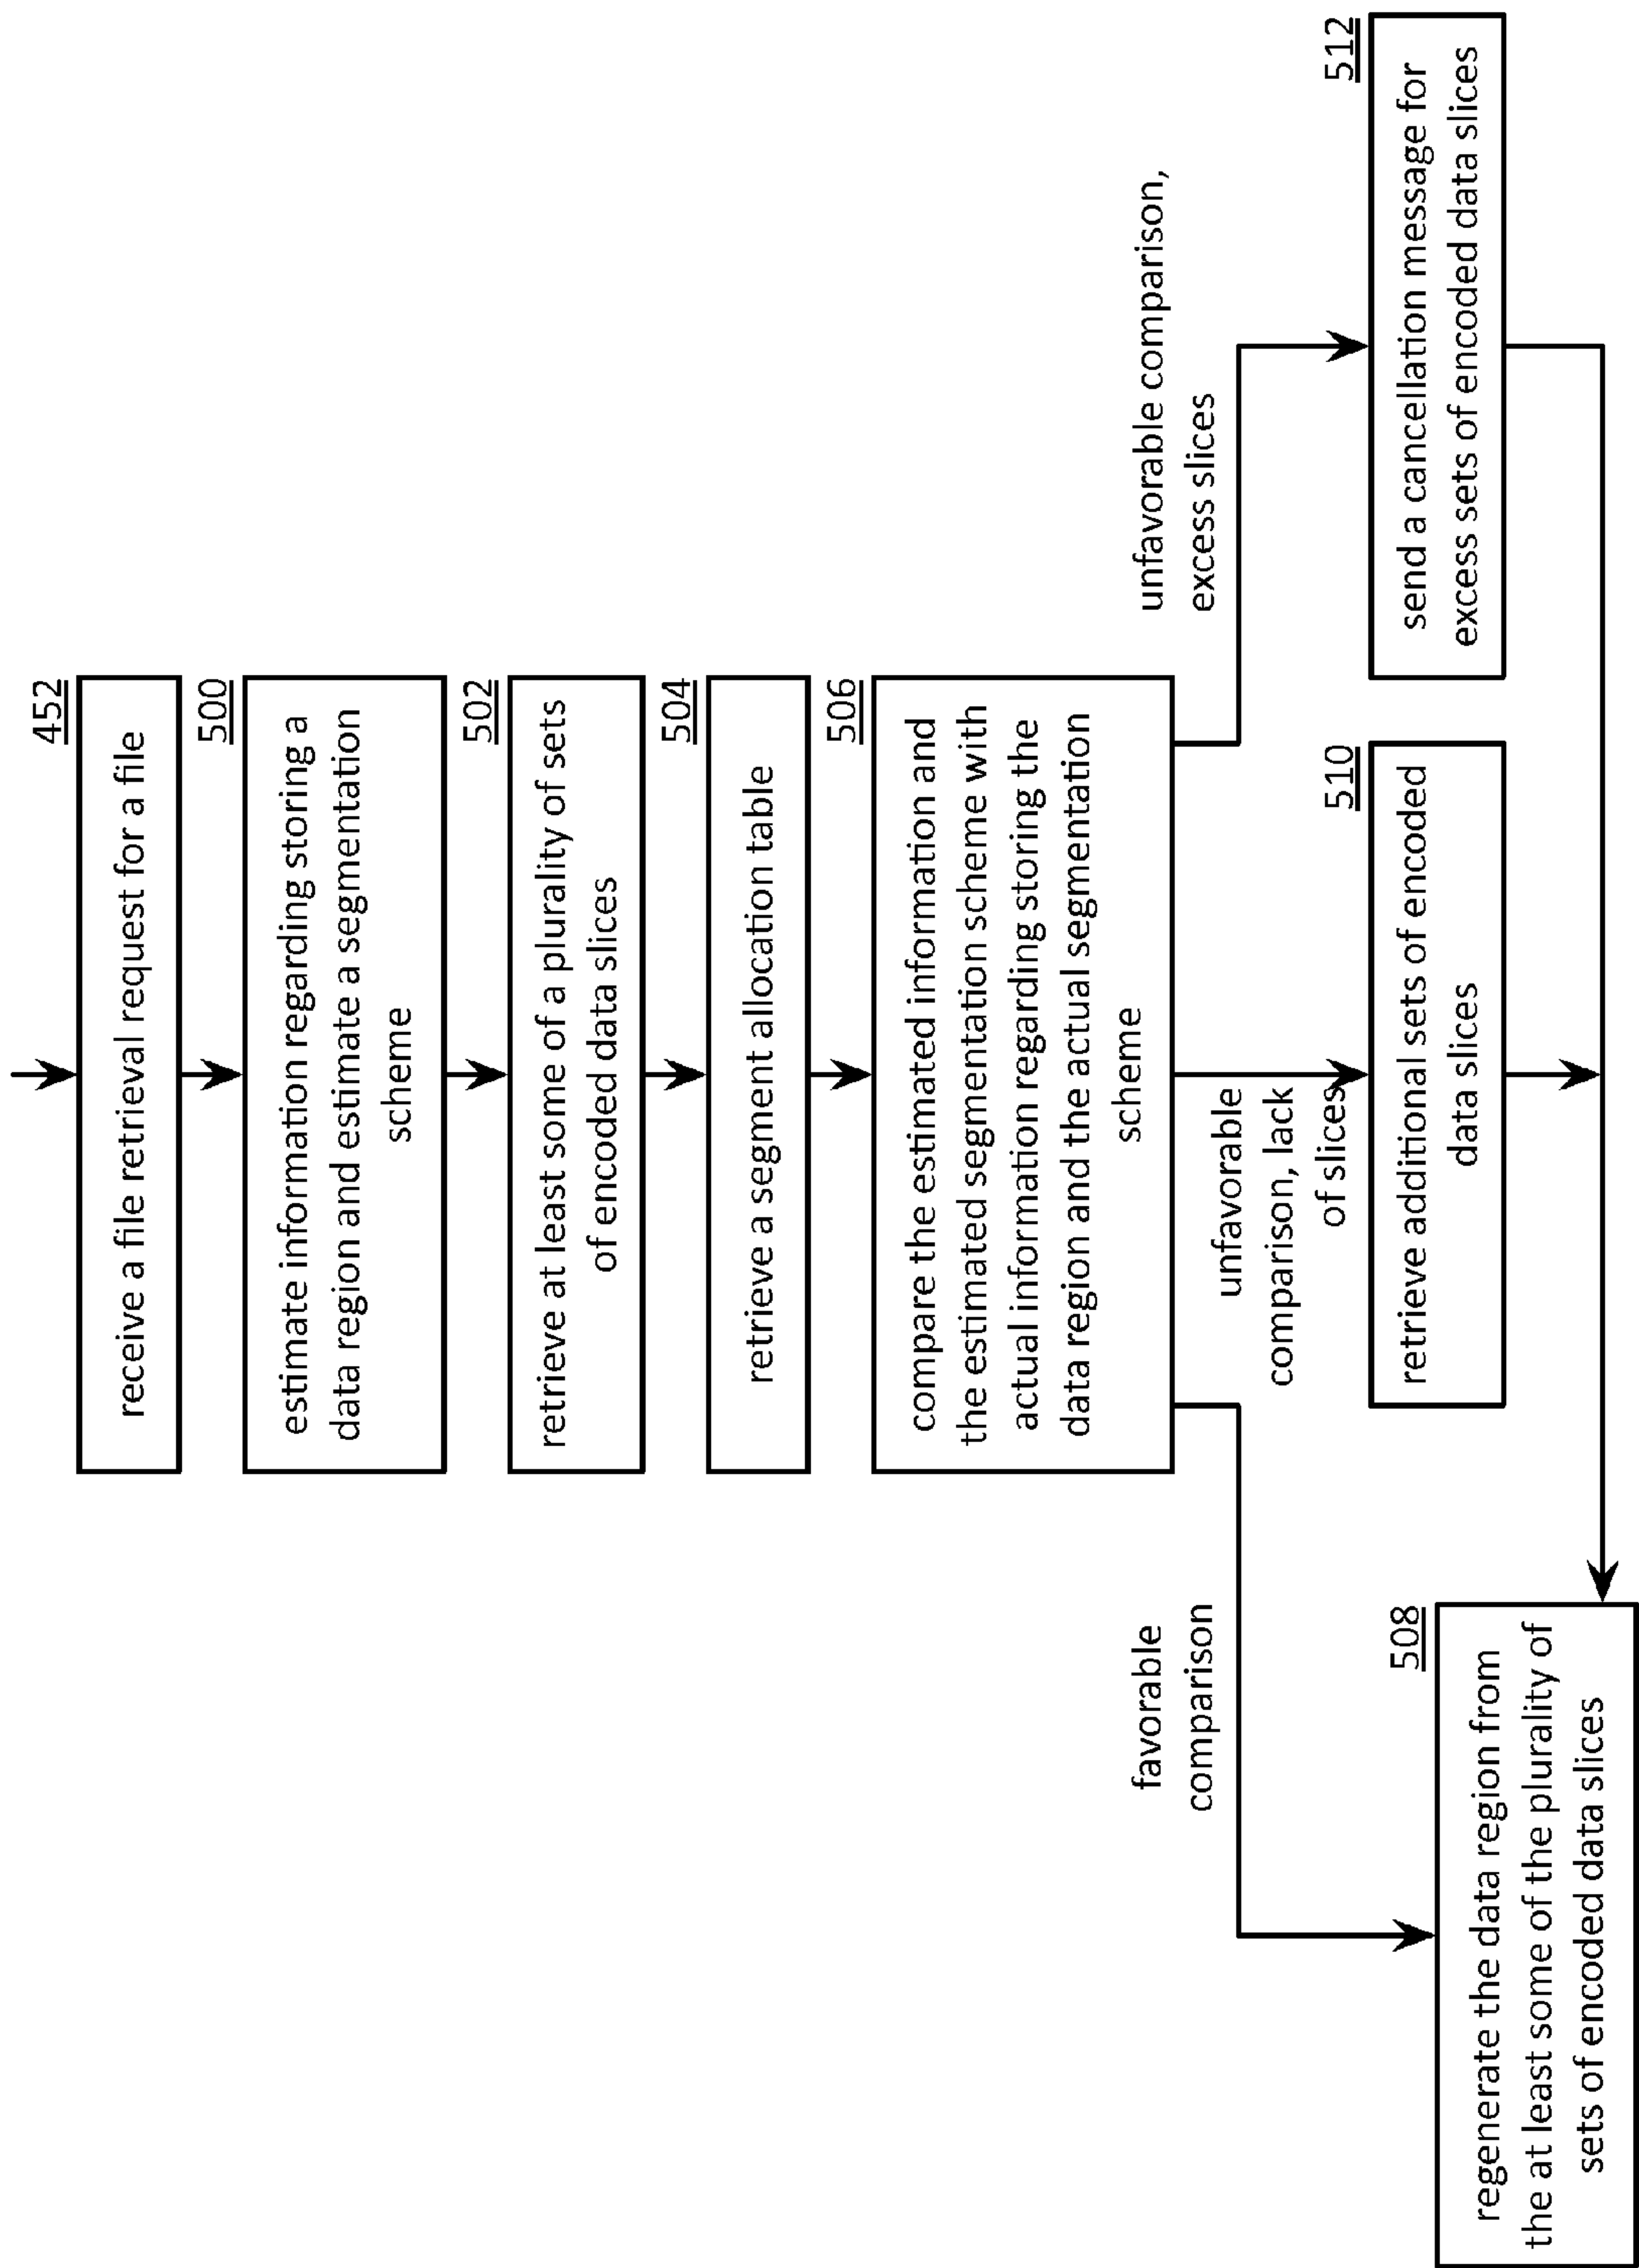 452
receive a file retrieval request for a file
500
estimate information regarding storing a
data region and estimate a segmentation
scheme
502
retrieve at least some of a plurality of sets
of encoded data slices
504
retrieve a segment allocation table
506
compare the estimated information and
the estimated segmentation scheme with
actual information regarding storing the
data region and the actual segmentation
scheme
favorable
comparison
unfavorable
comparison, lack
of slices
unfavorable comparison,
excess slices
508
regenerate the data region from
the at least some of the plurality of
sets of encoded data slices
510
retrieve additional sets of encoded
data slices
512
send a cancellation message for
excess sets of encoded data slices